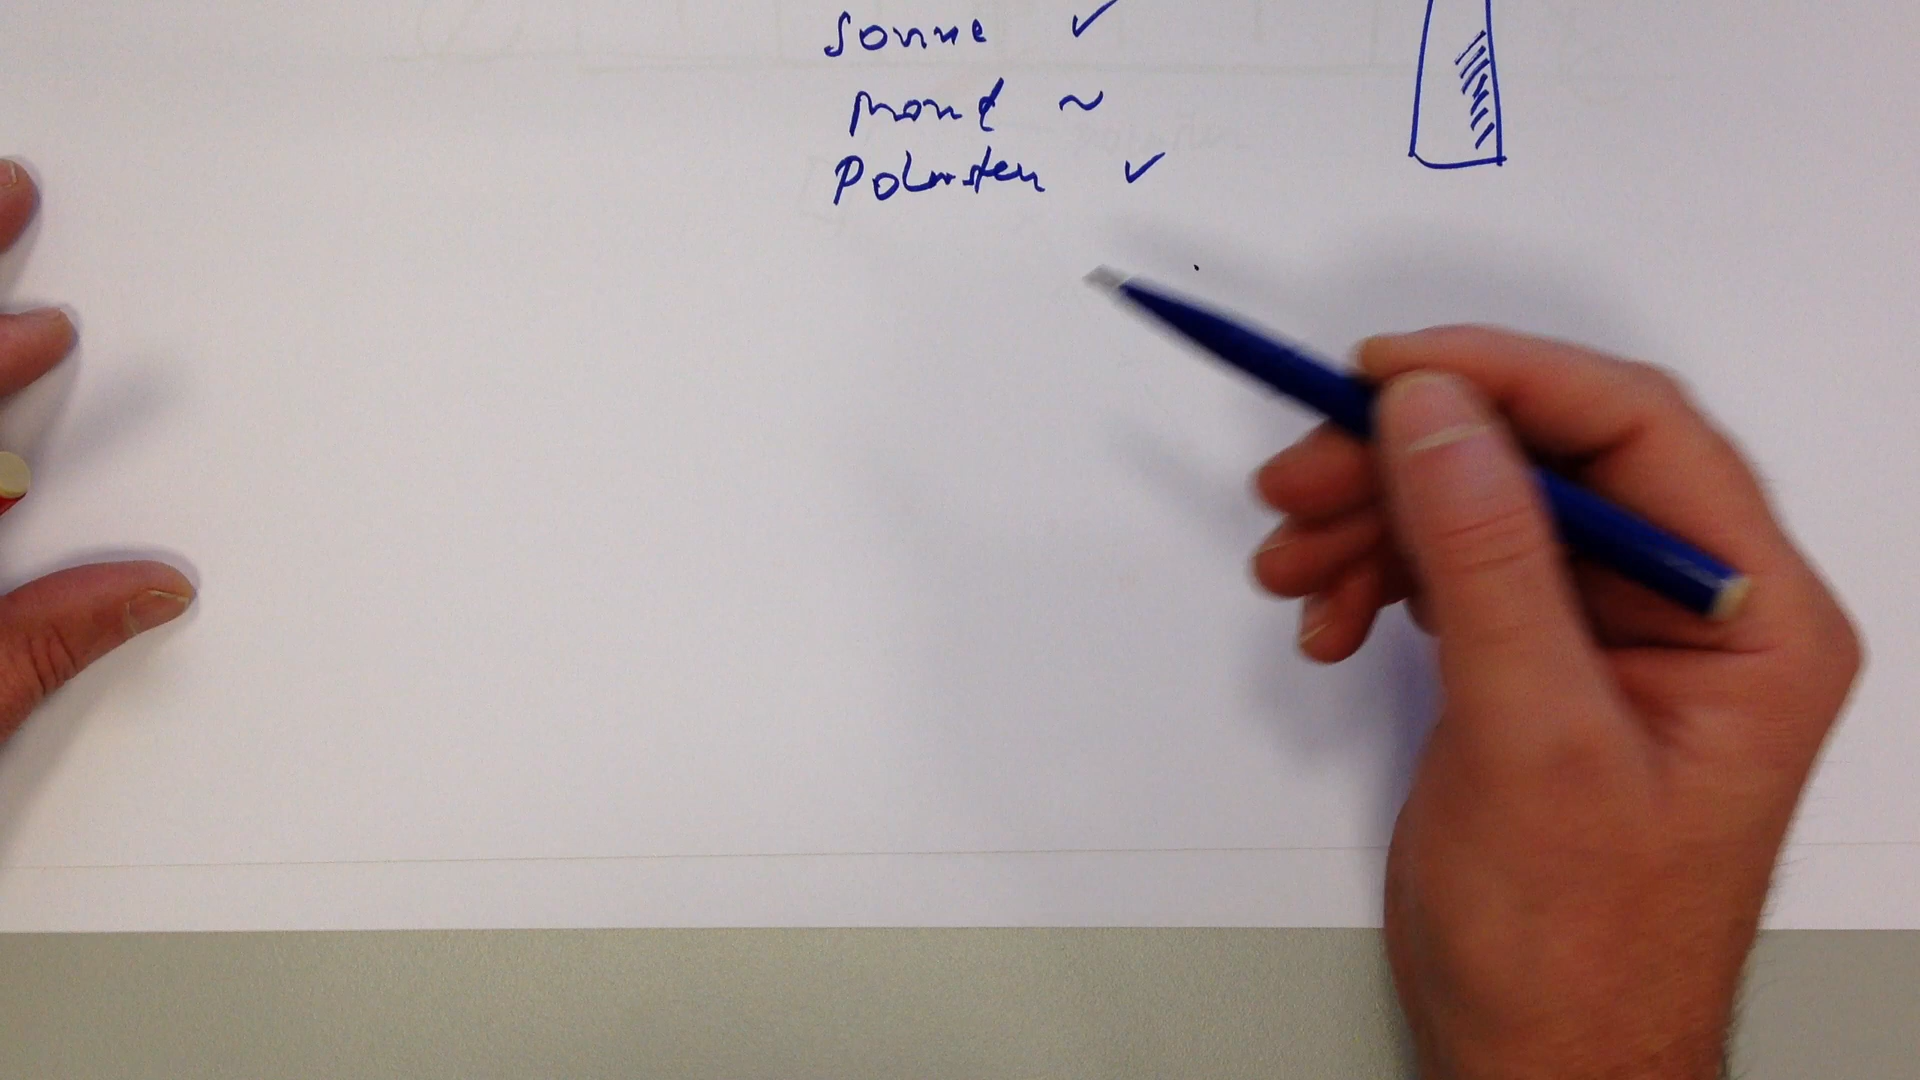 Sonne ✓
Mond ~
Polarstern ✓